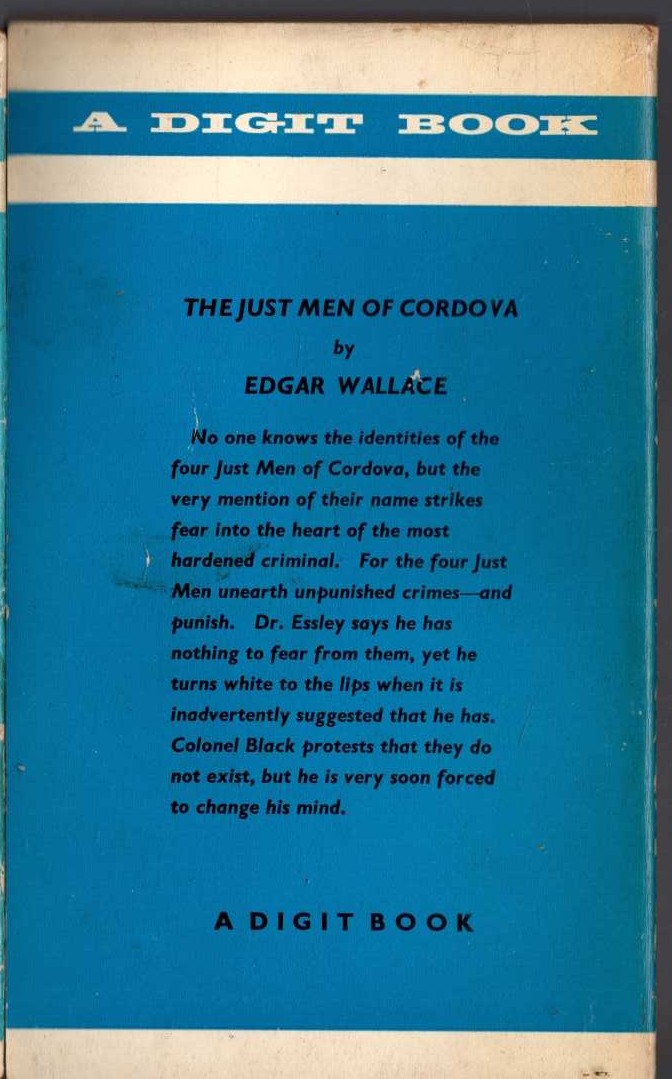 A DIGIT BOOK
THE JUST MEN OF CORDOVA
by
EDGAR WALLACE
No one knows the identities of the
four Just Men of Cordova, but the
very mention of their name strikes
fear into the heart of the most
hardened criminal. For the four Just
Men unearth unpunished crimes—and
punish. Dr. Essley says he has
nothing to fear from them, yet he
turns white to the lips when it is
inadvertently suggested that he has.
Colonel Black protests that they do
not exist, but he is very soon forced
to change his mind.
A DIGIT BOOK